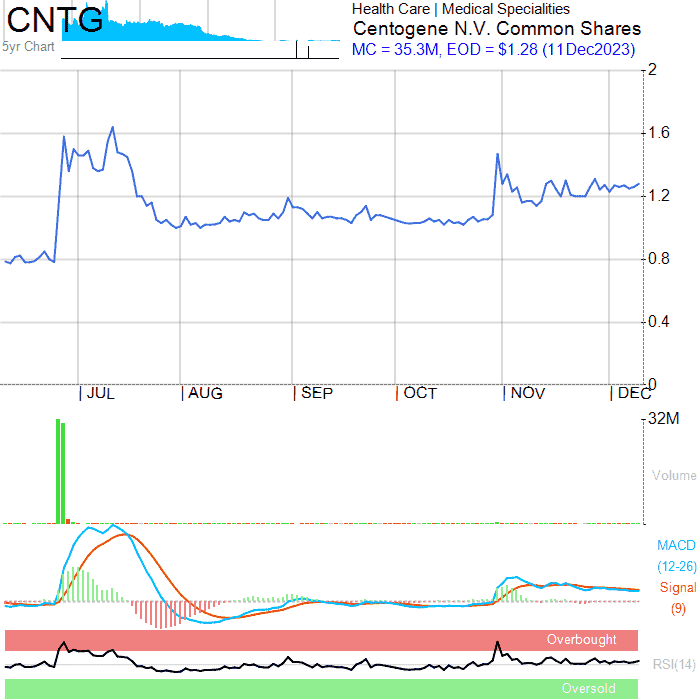 CNTG
5yr Chart
Health Care | Medical Specialities
Centogene N.V. Common Shares
MC = 35.3M, EOD = $1.28 (11Dec2023)
2
1.6
1.2
0.8
0.4
0
| JUL | AUG | SEP | OCT | NOV | DEC
32M
Volume
MACD
(12-26)
Signal
(9)
Overbought
RSI(14)
Oversold